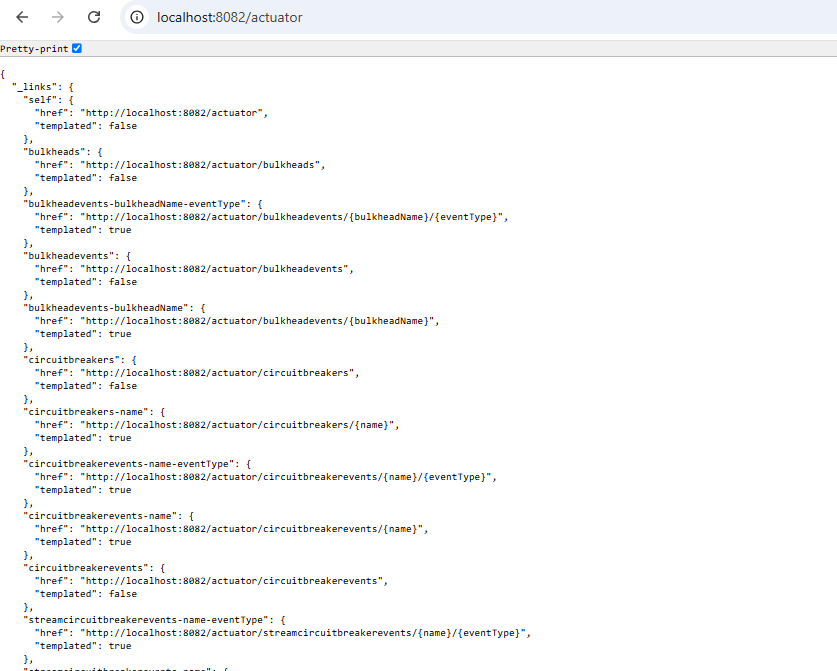 localhost:8082/actuator
Pretty-print
{
  "_links": {
    "self": {
      "href": "http://localhost:8082/actuator",
      "templated": false
    },
    "bulkheads": {
      "href": "http://localhost:8082/actuator/bulkheads",
      "templated": false
    },
    "bulkheadevents-bulkheadName-eventType": {
      "href": "http://localhost:8082/actuator/bulkheadevents/{bulkheadName}/{eventType}",
      "templated": true
    },
    "bulkheadevents": {
      "href": "http://localhost:8082/actuator/bulkheadevents",
      "templated": false
    },
    "bulkheadevents-bulkheadName": {
      "href": "http://localhost:8082/actuator/bulkheadevents/{bulkheadName}",
      "templated": true
    },
    "circuitbreakers": {
      "href": "http://localhost:8082/actuator/circuitbreakers",
      "templated": false
    },
    "circuitbreakers-name": {
      "href": "http://localhost:8082/actuator/circuitbreakers/{name}",
      "templated": true
    },
    "circuitbreakerevents-name-eventType": {
      "href": "http://localhost:8082/actuator/circuitbreakerevents/{name}/{eventType}",
      "templated": true
    },
    "circuitbreakerevents-name": {
      "href": "http://localhost:8082/actuator/circuitbreakerevents/{name}",
      "templated": true
    },
    "circuitbreakerevents": {
      "href": "http://localhost:8082/actuator/circuitbreakerevents",
      "templated": false
    },
    "streamcircuitbreakerevents-name-eventType": {
      "href": "http://localhost:8082/actuator/streamcircuitbreakerevents/{name}/{eventType}",
      "templated": true
    },